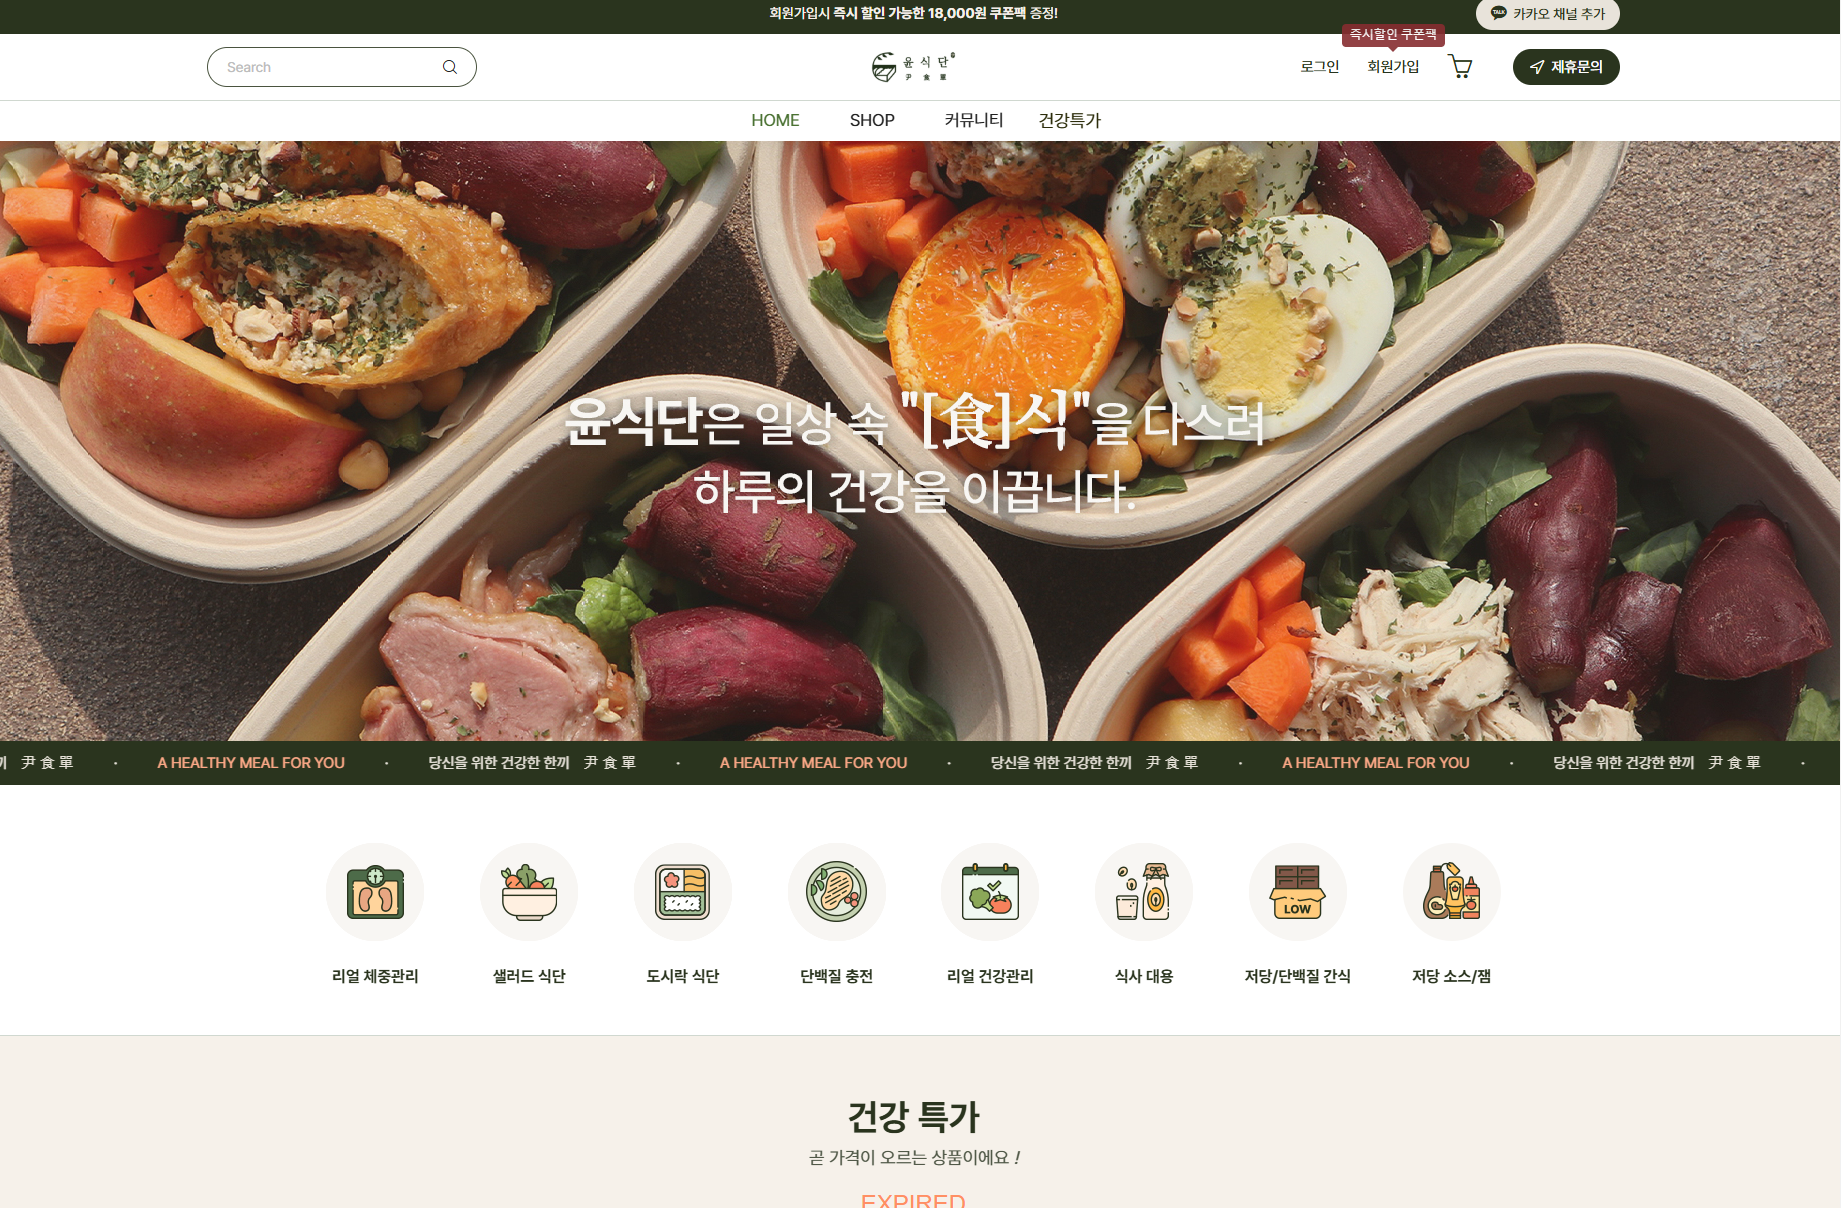 회원가입시 즉시 할인 가능한 18,000원 쿠폰팩 증정!
카카오 채널 추가
즉시할인 쿠폰팩
Search
윤식단
尹食單
로그인
회원가입
제휴문의
HOME
SHOP
커뮤니티
건강특가
윤식단은 일상 속 "[食]식"을 다스려
하루의 건강을 이끕니다.
尹食單 · A HEALTHY MEAL FOR YOU · 당신을 위한 건강한 한끼 尹食單 · A HEALTHY MEAL FOR YOU · 당신을 위한 건강한 한끼 尹食單 · A HEALTHY MEAL FOR YOU · 당신을 위한 건강한 한끼 尹食單 ·
LOW
리얼 체중관리
샐러드 식단
도시락 식단
단백질 충전
리얼 건강관리
식사 대용
저당/단백질 간식
저당 소스/잼
건강 특가
곧 가격이 오르는 상품이에요 !
EXPIRED